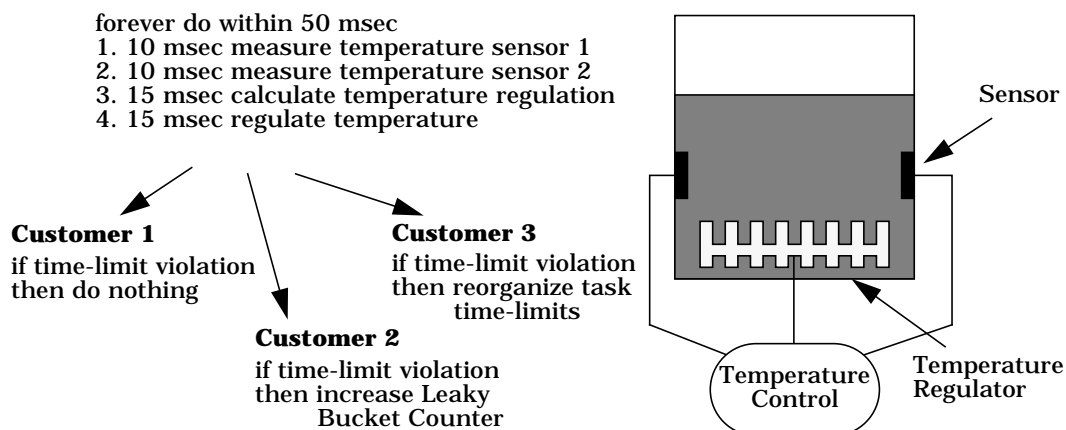 forever do within 50 msec
1. 10 msec measure temperature sensor 1
2. 10 msec measure temperature sensor 2
3. 15 msec calculate temperature regulation
4. 15 msec regulate temperature
Customer 1
if time-limit violation
then do nothing
Customer 2
if time-limit violation
then increase Leaky
Bucket Counter
Customer 3
if time-limit violation
then reorganize task
time-limits
Sensor
Temperature
Control
Temperature
Regulator